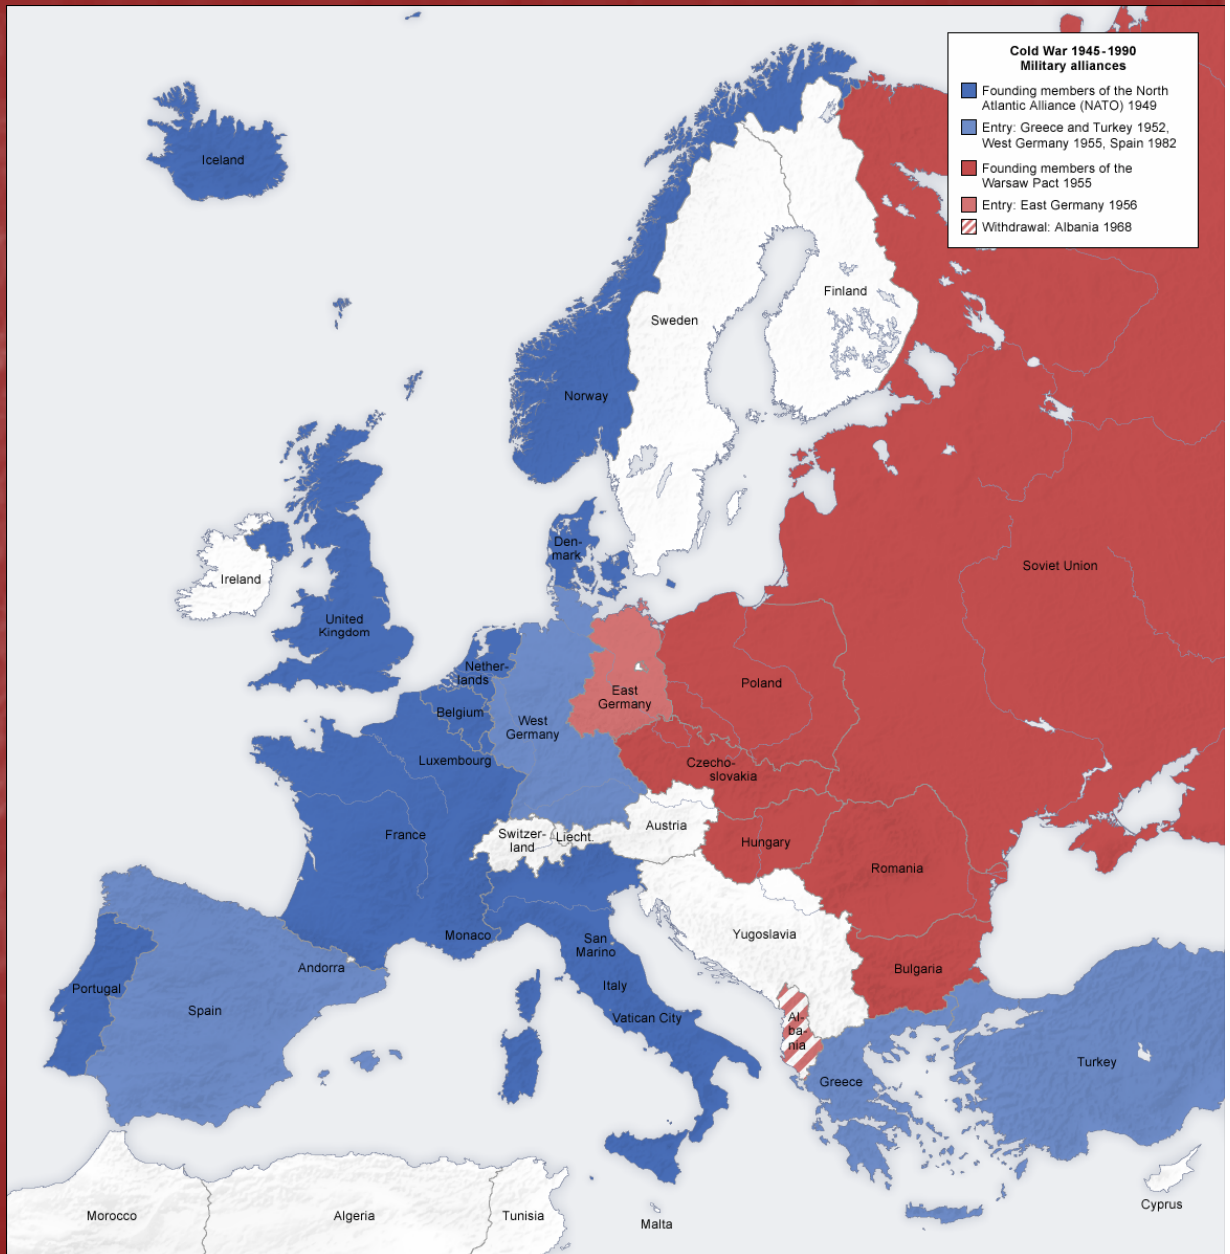 Cold War 1945-1990
Military alliances
Founding members of the North
Atlantic Alliance (NATO) 1949
Entry: Greece and Turkey 1952,
West Germany 1955, Spain 1982
Founding members of the
Warsaw Pact 1955
Entry: East Germany 1956
Withdrawal: Albania 1968
Iceland
Finland
Sweden
Norway
Den-
mark
Soviet Union
Ireland
United
Kingdom
Nether-
lands
Poland
East
Germany
Belgium
West
Germany
Luxembourg
Czecho-
slovakia
Austria
France
Switzer-
land
Liecht.
Hungary
Romania
Yugoslavia
Monaco
San
Marino
Andorra
Bulgaria
Portugal
Italy
Spain
Vatican City
Al-
ba-
nia
Turkey
Greece
Cyprus
Morocco
Algeria
Tunisia
Malta